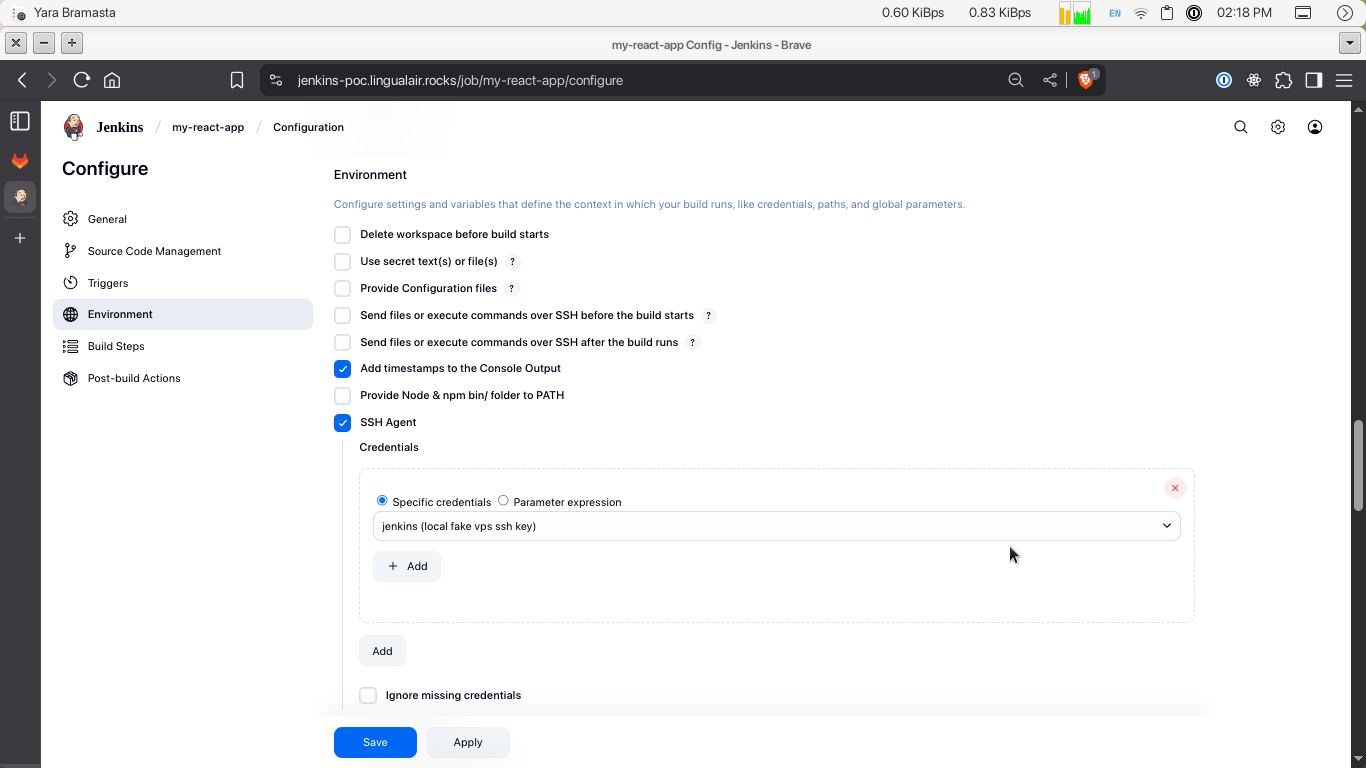 Yara Bramasta 0.60 KiBps 0.83 KiBps EN 02:18 PM
my-react-app Config - Jenkins - Brave
jenkins-poc.lingualair.rocks/job/my-react-app/configure 1
Jenkins / my-react-app / Configuration
Configure
General
Source Code Management
Triggers
Environment
Build Steps
Post-build Actions
Environment
Configure settings and variables that define the context in which your build runs, like credentials, paths, and global parameters.
Delete workspace before build starts
Use secret text(s) or file(s) ?
Provide Configuration files ?
Send files or execute commands over SSH before the build starts ?
Send files or execute commands over SSH after the build runs ?
Add timestamps to the Console Output
Provide Node & npm bin/ folder to PATH
SSH Agent
Credentials
Specific credentials Parameter expression
jenkins (local fake vps ssh key)
+ Add
Add
Ignore missing credentials
Save Apply